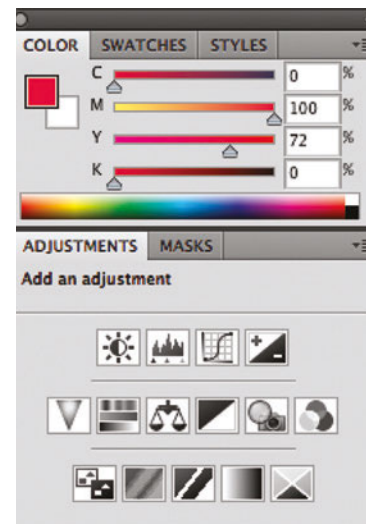 COLOR SWATCHES STYLES
C 0 %
M 100 %
Y 72 %
K 0 %
ADJUSTMENTS MASKS
Add an adjustment